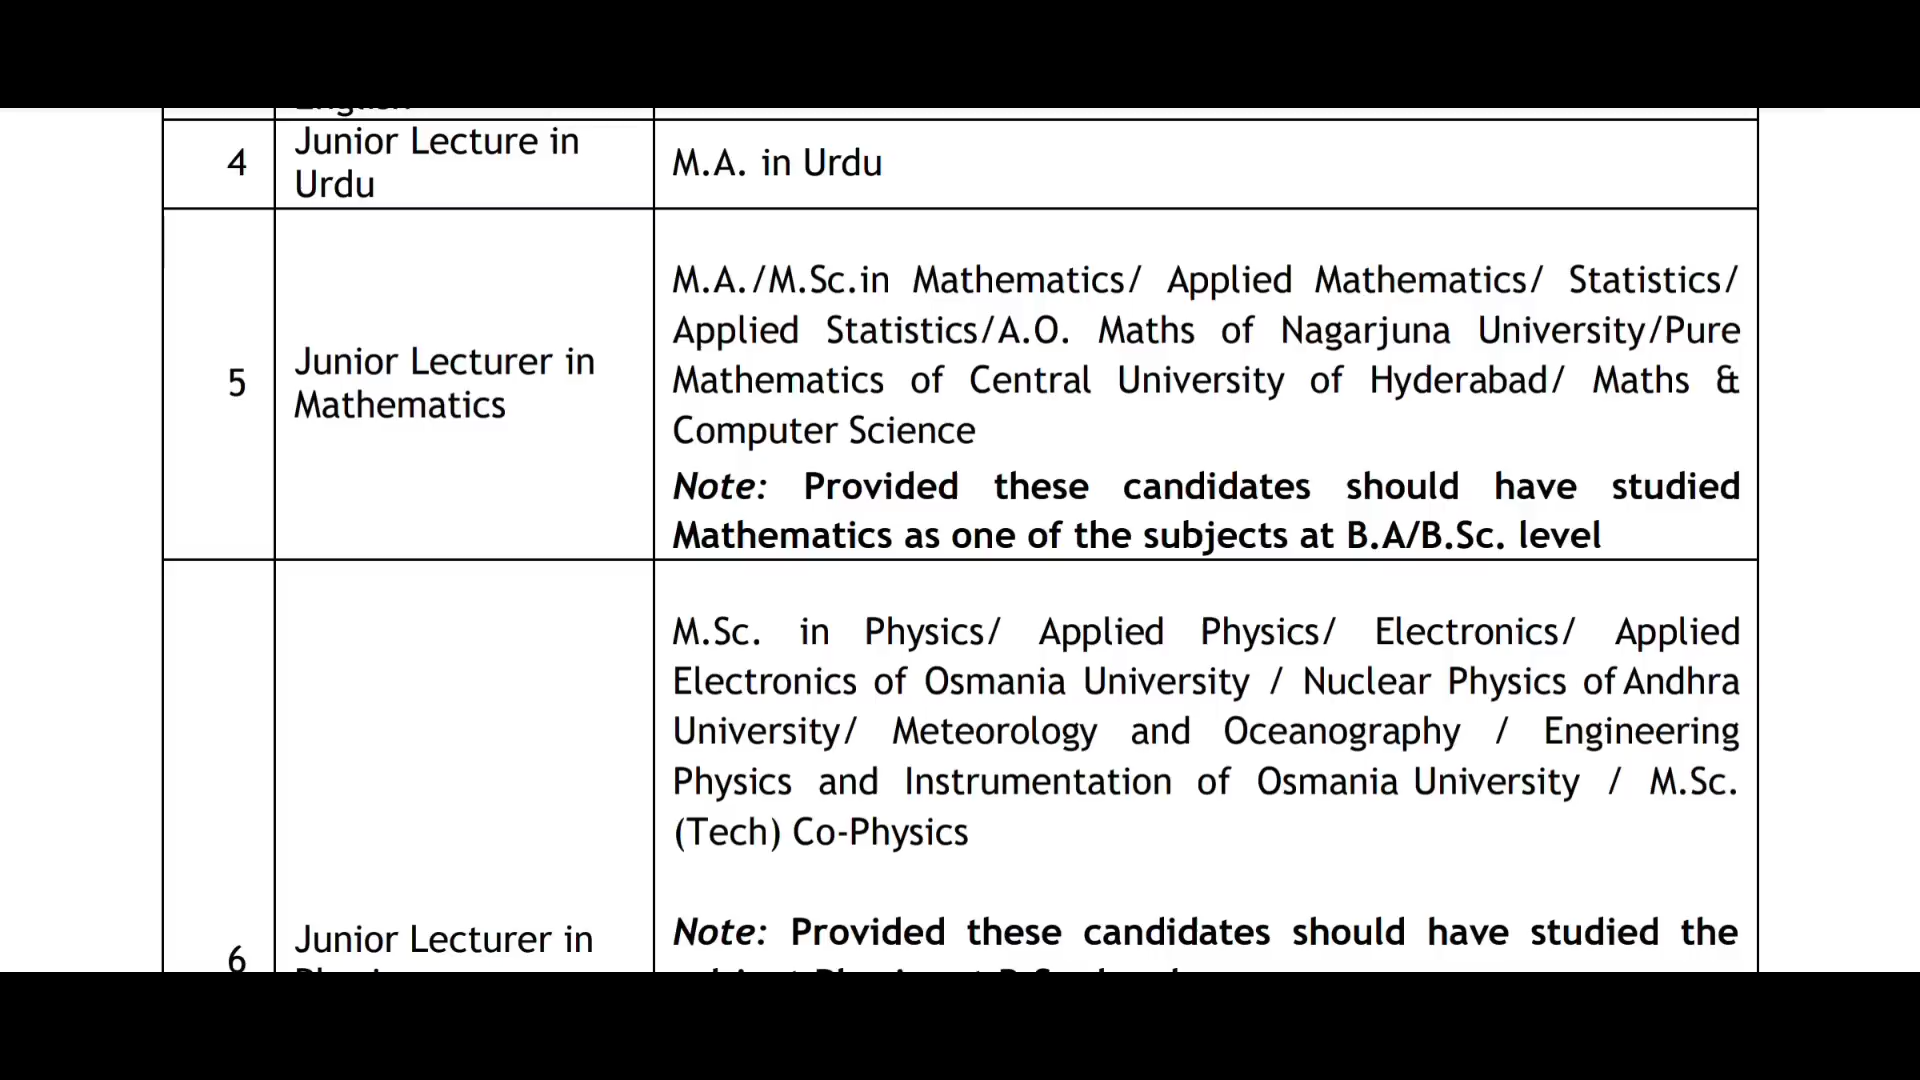 4
Junior Lecture in
Urdu
M.A. in Urdu
5
Junior Lecturer in
Mathematics
M.A./M.Sc.in Mathematics/ Applied Mathematics/ Statistics/
Applied Statistics/A.O. Maths of Nagarjuna University/Pure
Mathematics of Central University of Hyderabad/ Maths &
Computer Science
Note: Provided these candidates should have studied
Mathematics as one of the subjects at B.A/B.Sc. level
6
Junior Lecturer in
M.Sc. in Physics/ Applied Physics/ Electronics/ Applied
Electronics of Osmania University / Nuclear Physics of Andhra
University/ Meteorology and Oceanography / Engineering
Physics and Instrumentation of Osmania University / M.Sc.
(Tech) Co-Physics
Note: Provided these candidates should have studied the